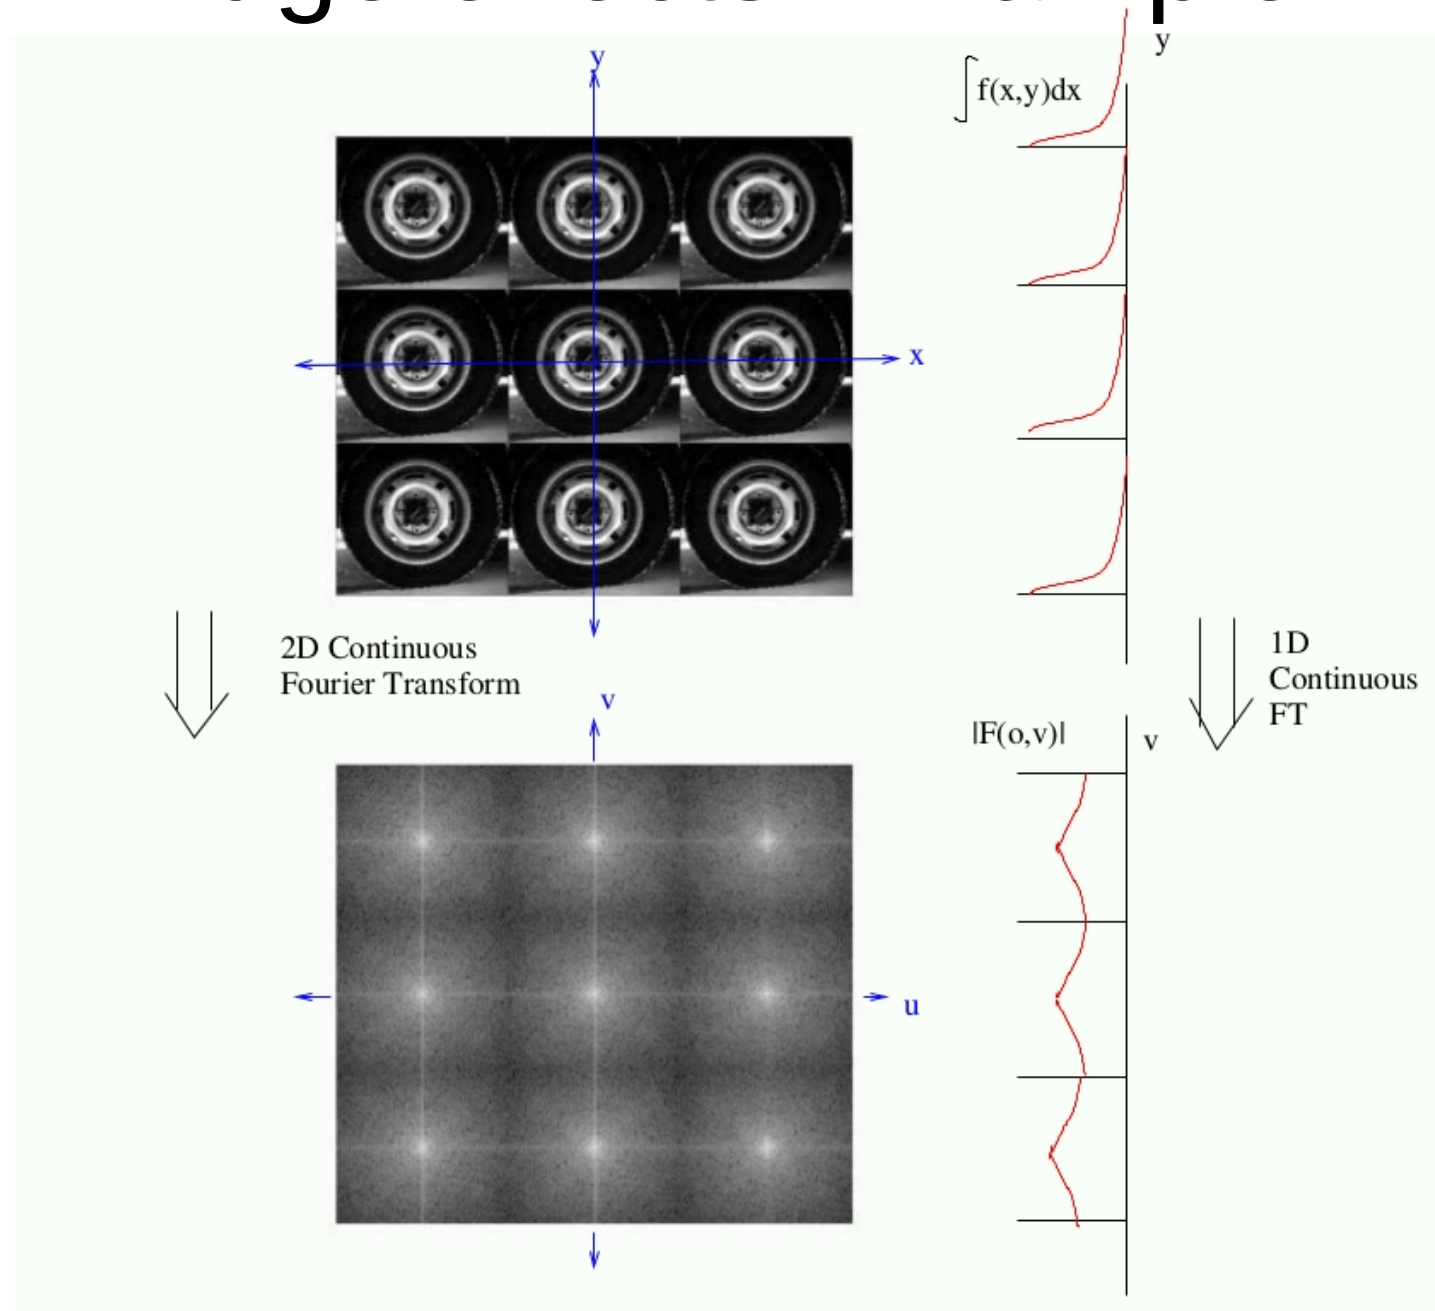 y
∫f(x,y)dx
y
x
2D Continuous
Fourier Transform
1D
Continuous
FT
v
|F(o,v)|
v
u